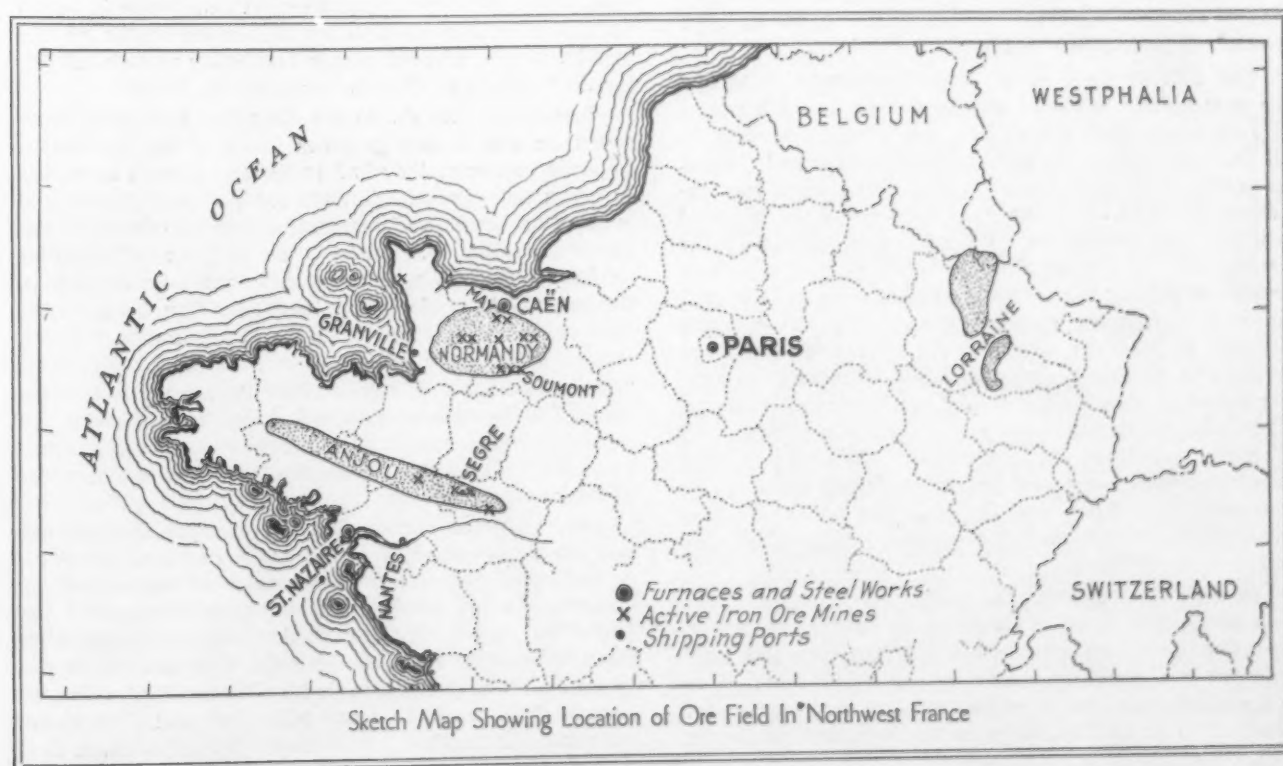 ATLANTIC OCEAN
BELGIUM
WESTPHALIA
MAY
CAËN
GRANVILLE
NORMANDY
SOUMONT
PARIS
LORRAINE
ANJOU
SEGRE
ST. NAZAIRE
NANTES
SWITZERLAND
Furnaces and Steel Works
Active Iron Ore Mines
Shipping Ports
Sketch Map Showing Location of Ore Field In Northwest France